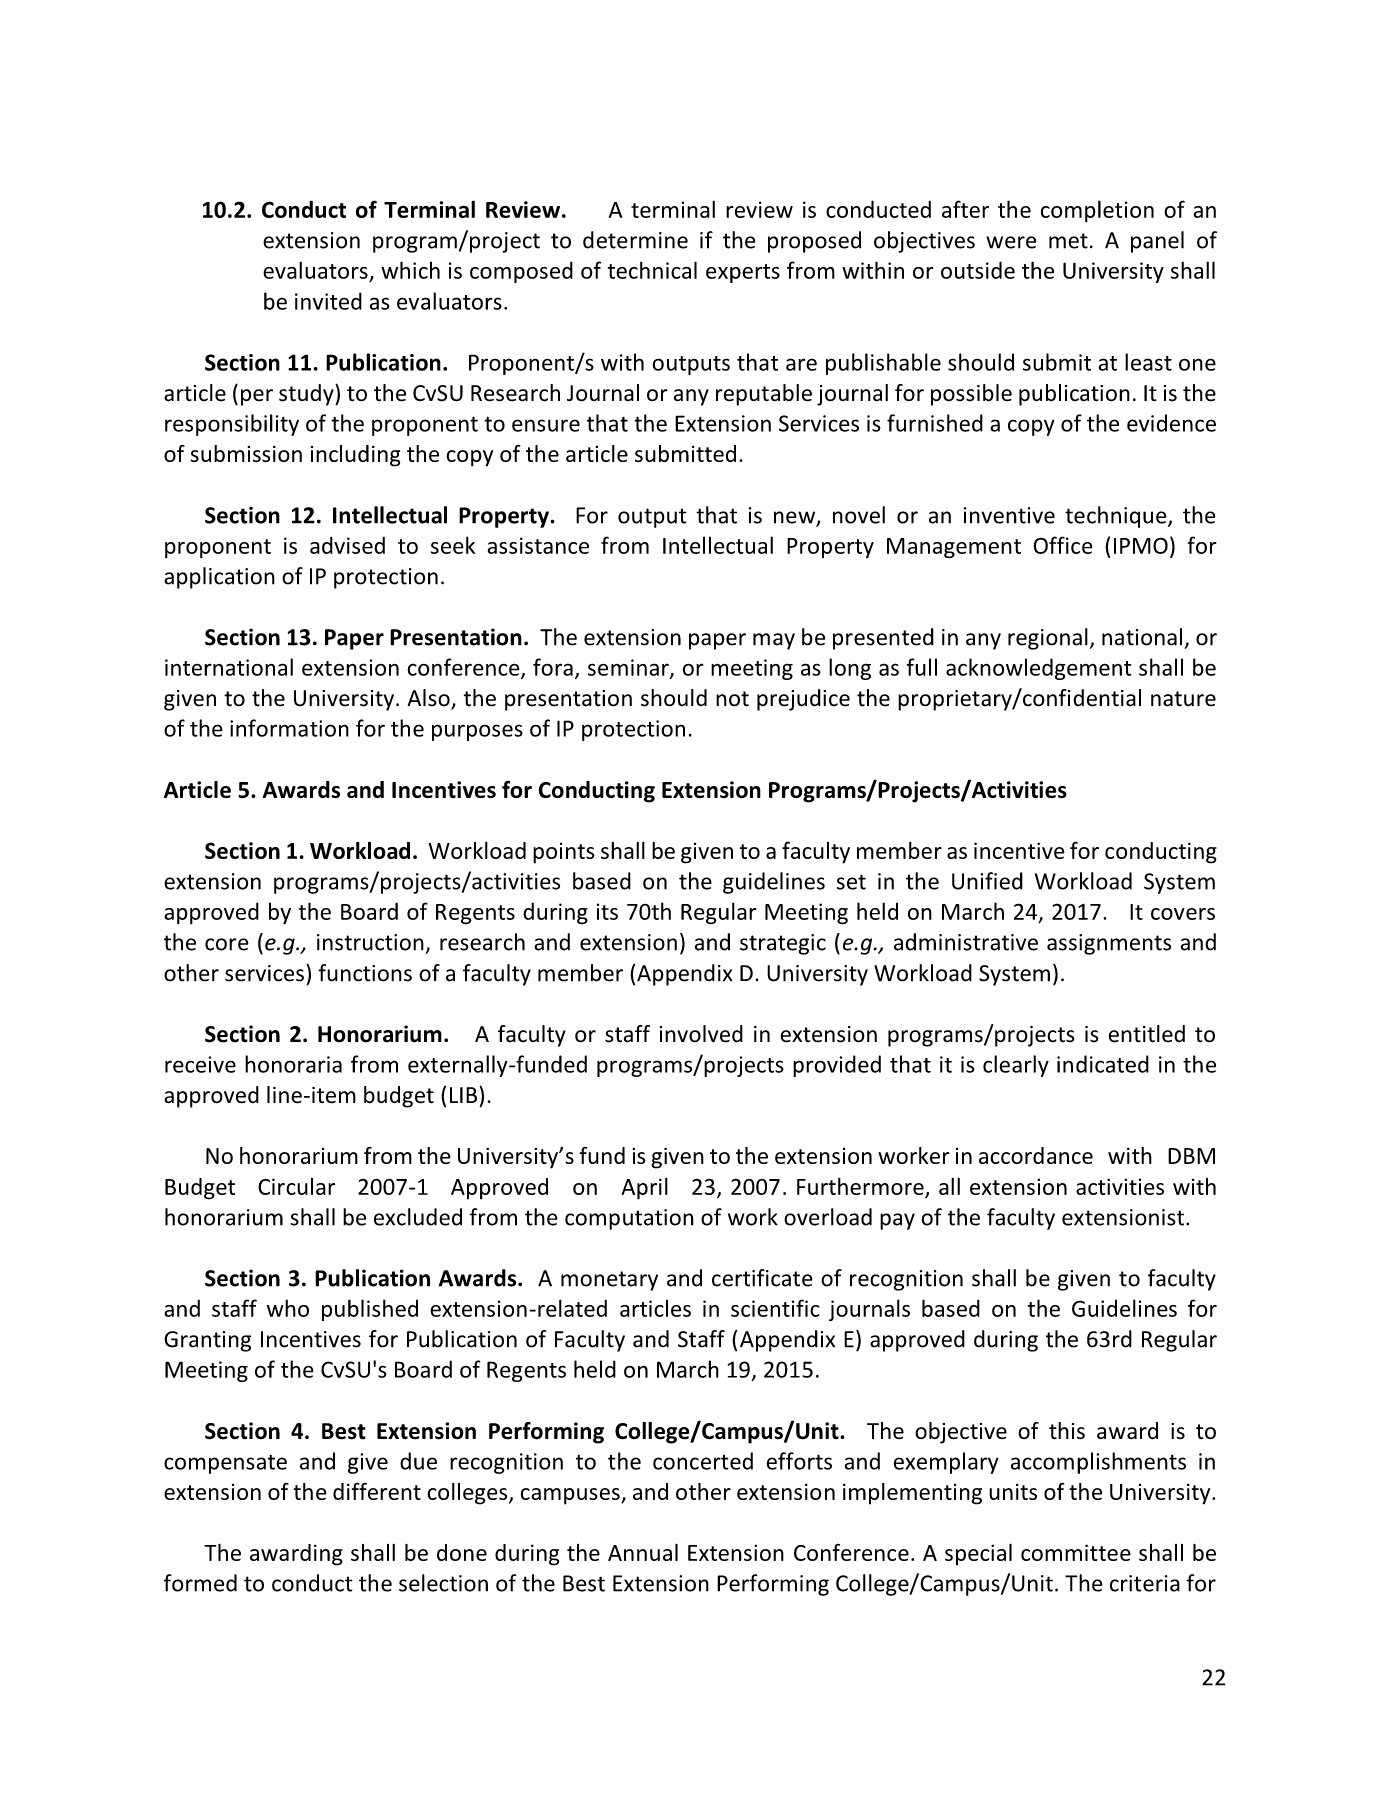 10.2. Conduct of Terminal Review. A terminal review is conducted after the completion of an
extension program/project to determine if the proposed objectives were met. A panel of
evaluators, which is composed of technical experts from within or outside the University shall
be invited as evaluators.
Section 11. Publication. Proponent/s with outputs that are publishable should submit at least one
article (per study) to the CvSU Research Journal or any reputable journal for possible publication. It is the
responsibility of the proponent to ensure that the Extension Services is furnished a copy of the evidence
of submission including the copy of the article submitted.
Section 12. Intellectual Property. For output that is new, novel or an inventive technique, the
proponent is advised to seek assistance from Intellectual Property Management Office (IPMO) for
application of IP protection.
Section 13. Paper Presentation. The extension paper may be presented in any regional, national, or
international extension conference, fora, seminar, or meeting as long as full acknowledgement shall be
given to the University. Also, the presentation should not prejudice the proprietary/confidential nature
of the information for the purposes of IP protection.
Article 5. Awards and Incentives for Conducting Extension Programs/Projects/Activities
Section 1. Workload. Workload points shall be given to a faculty member as incentive for conducting
extension programs/projects/activities based on the guidelines set in the Unified Workload System
approved by the Board of Regents during its 70th Regular Meeting held on March 24, 2017. It covers
the core (e.g., instruction, research and extension) and strategic (e.g., administrative assignments and
other services) functions of a faculty member (Appendix D. University Workload System).
Section 2. Honorarium. A faculty or staff involved in extension programs/projects is entitled to
receive honoraria from externally-funded programs/projects provided that it is clearly indicated in the
approved line-item budget (LIB).
No honorarium from the University’s fund is given to the extension worker in accordance with DBM
Budget Circular 2007-1 Approved on April 23, 2007. Furthermore, all extension activities with
honorarium shall be excluded from the computation of work overload pay of the faculty extensionist.
Section 3. Publication Awards. A monetary and certificate of recognition shall be given to faculty
and staff who published extension-related articles in scientific journals based on the Guidelines for
Granting Incentives for Publication of Faculty and Staff (Appendix E) approved during the 63rd Regular
Meeting of the CvSU's Board of Regents held on March 19, 2015.
Section 4. Best Extension Performing College/Campus/Unit. The objective of this award is to
compensate and give due recognition to the concerted efforts and exemplary accomplishments in
extension of the different colleges, campuses, and other extension implementing units of the University.
The awarding shall be done during the Annual Extension Conference. A special committee shall be
formed to conduct the selection of the Best Extension Performing College/Campus/Unit. The criteria for
22